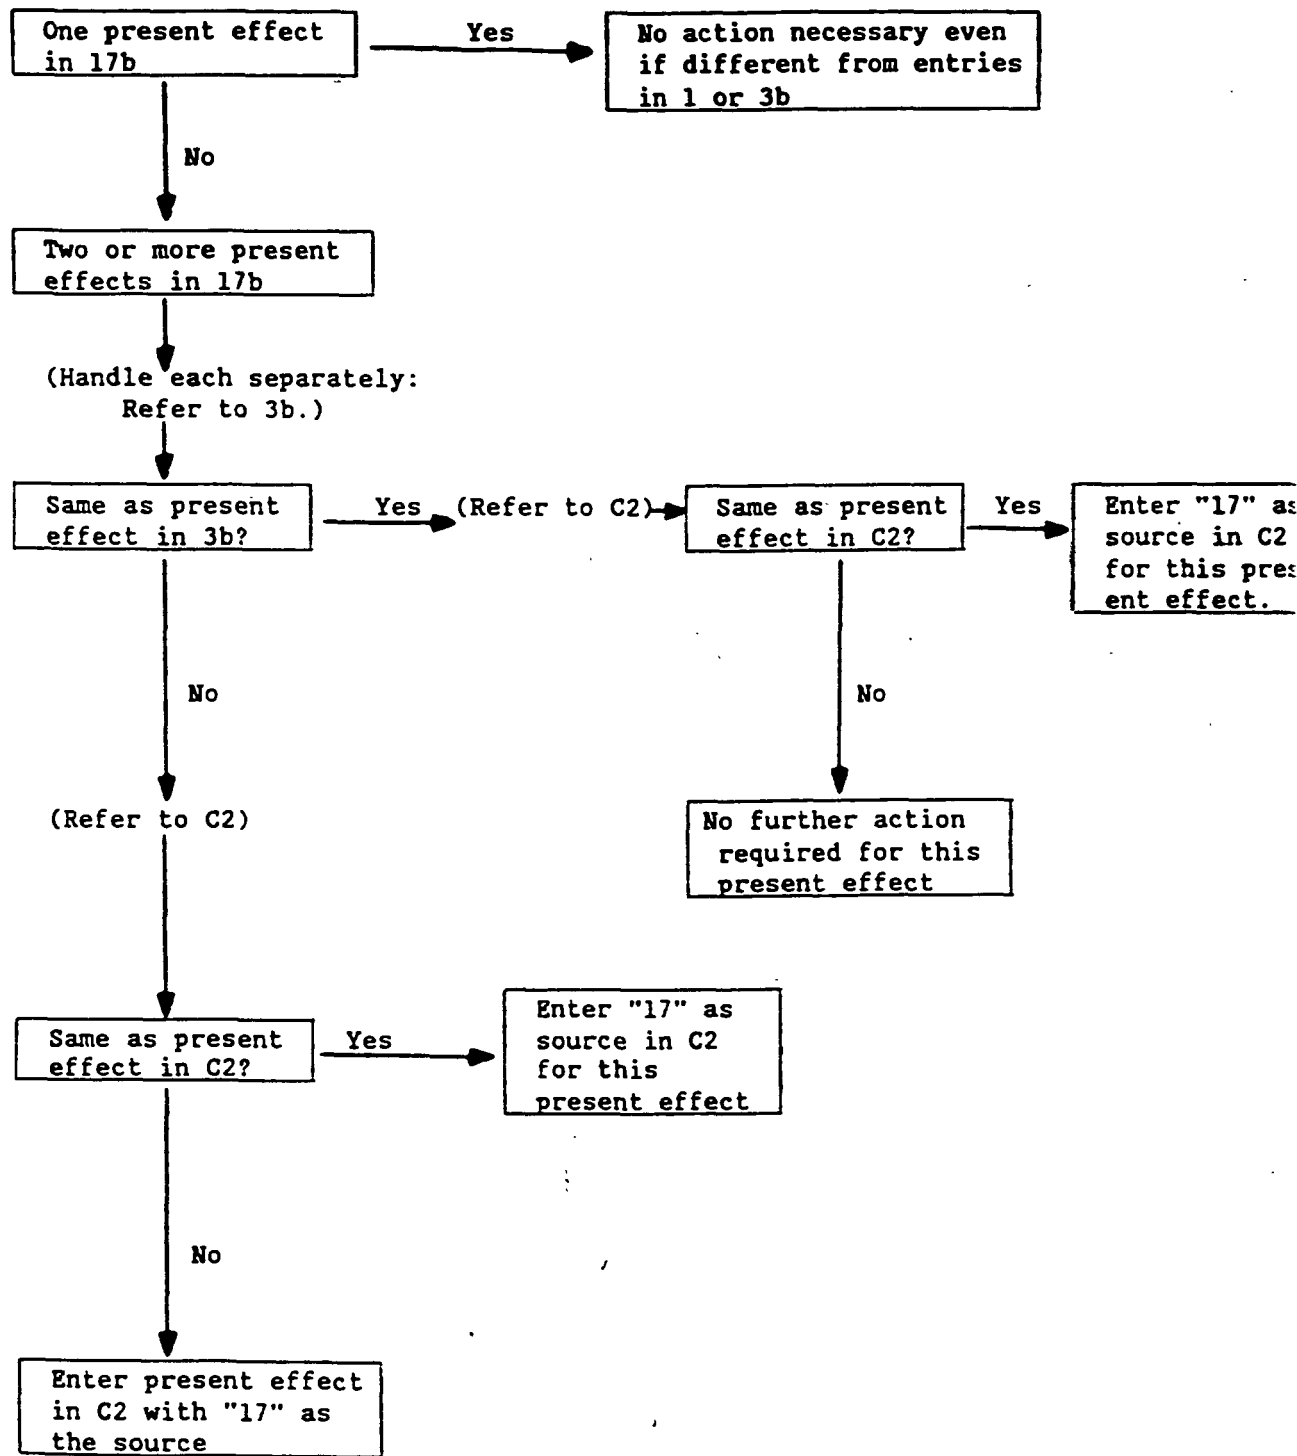 One present effect
in 17b
Yes
No action necessary even
if different from entries
in 1 or 3b
No
Two or more present
effects in 17b
(Handle each separately:
Refer to 3b.)
Same as present
effect in 3b?
Yes
(Refer to C2)
Same as present
effect in C2?
Yes
Enter "17" as
source in C2
for this pres
ent effect.
No
No
(Refer to C2)
No further action
required for this
present effect
Same as present
effect in C2?
Yes
Enter "17" as
source in C2
for this
present effect
No
Enter present effect
in C2 with "17" as
the source